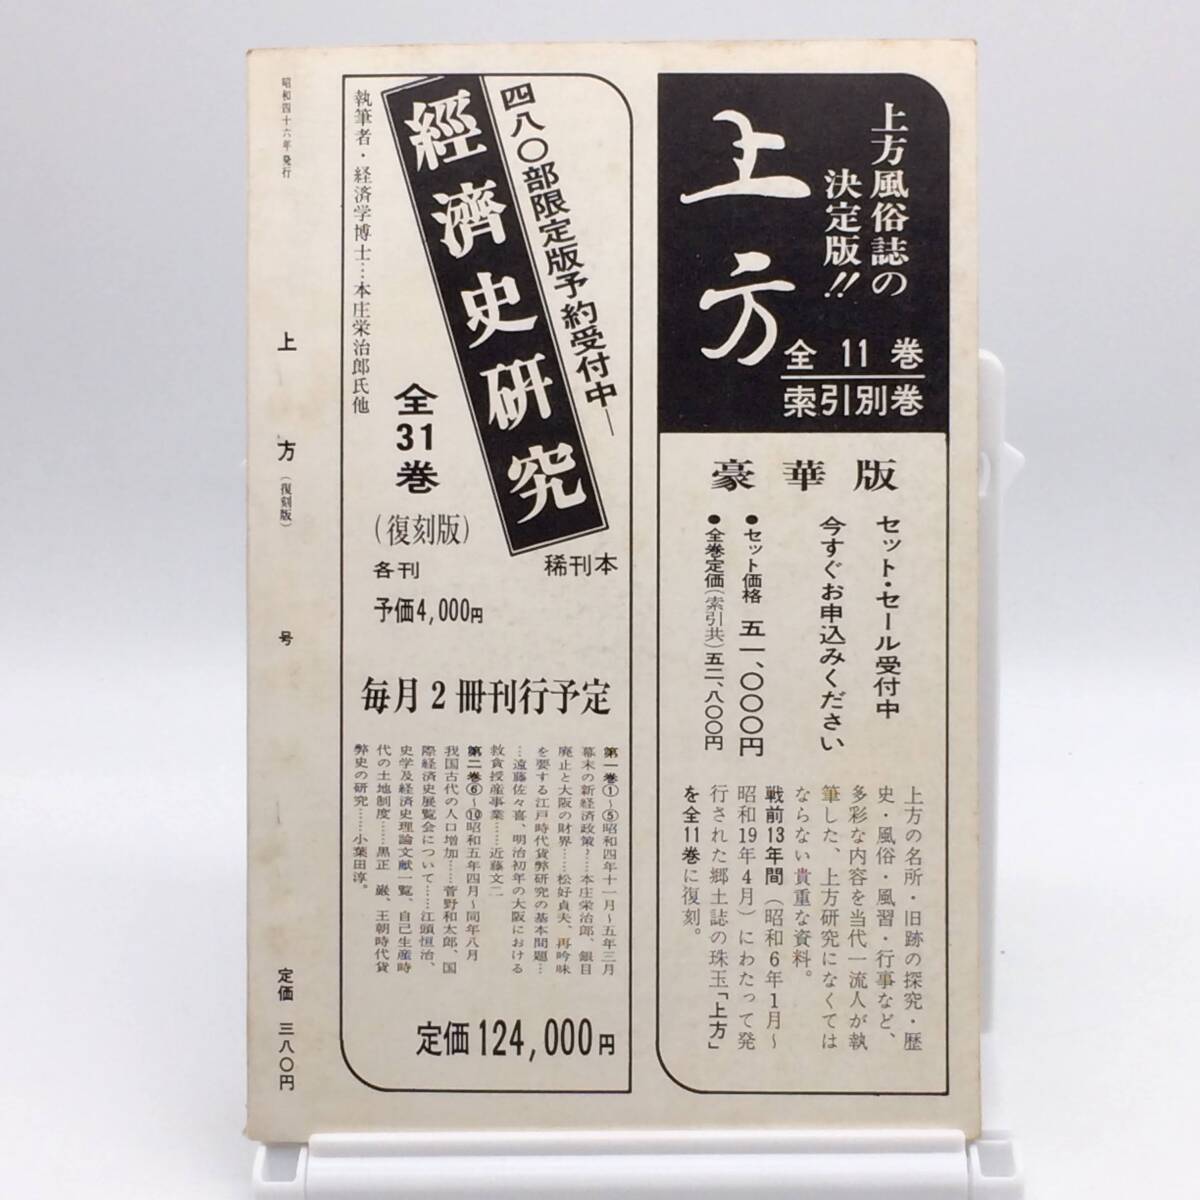 上方風俗誌の
決定版!!
上方
全11巻
索引別巻
豪華版
セット・セール受付中
今すぐお申込みください
●セット価格 五一、〇〇〇円
●全巻定価(索引共)五二、八〇〇円
上方の名所・旧跡の探究・歴
史・風俗・風習・行事など、
多彩な内容を当代一流人が執
筆した、上方研究になくては
ならない貴重な資料。
戦前13年間(昭和6年1月~
昭和19年4月)にわたって発
行された郷土誌の珠玉「上方」
を全11巻に復刻。
四八〇部限定版予約受付中—
經濟史研究
執筆者・経済学博士…本庄栄治郎氏他
全31巻
(復刻版)
稀刊本
各刊
予価4,000円
毎月2冊刊行予定
第一巻①~⑤昭和四年十一月~五年三月
幕末の新経済政策……本庄栄治郎、銀目
廃止と大阪の財界……松好貞夫、再吟味
を要する江戸時代貨弊研究の基本問題…
…遠藤佐々喜、明治初年の大阪における
救貧授産事業……近藤文二
第二巻⑥~⑩昭和五年四月~同年八月
我国古代の人口増加……菅野和太郎、国
際経済史展覧会について……江頭恒治、
史学及経済史理論文献一覧、自己生産時
代の土地制度……黒正 巌、王朝時代貨
弊史の研究……小葉田淳。
定価124,000円
昭和四十六年発行
上方(復刻版)号
定価 三八〇円